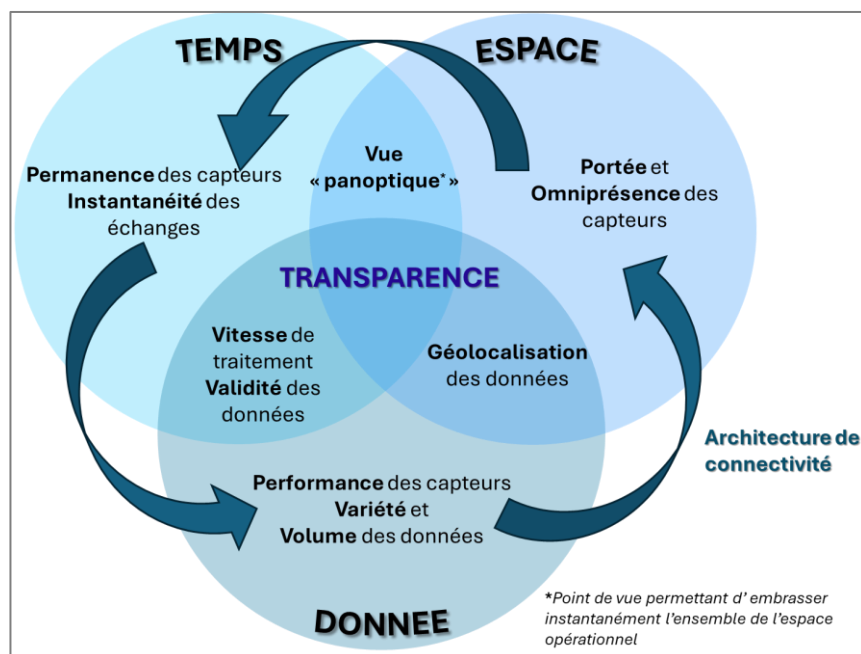 TEMPS
ESPACE
Vue
« panoptique* »
Permanence des capteurs
Instantanéité des
échanges
Portée et
Omniprésence des
capteurs
TRANSPARENCE
Vitesse de
traitement
Validité des
données
Géolocalisation
des données
Architecture de
connectivité
Performance des capteurs
Variété et
Volume des données
DONNEE
*Point de vue permettant d’ embrasser
instantanément l’ensemble de l’espace
opérationnel